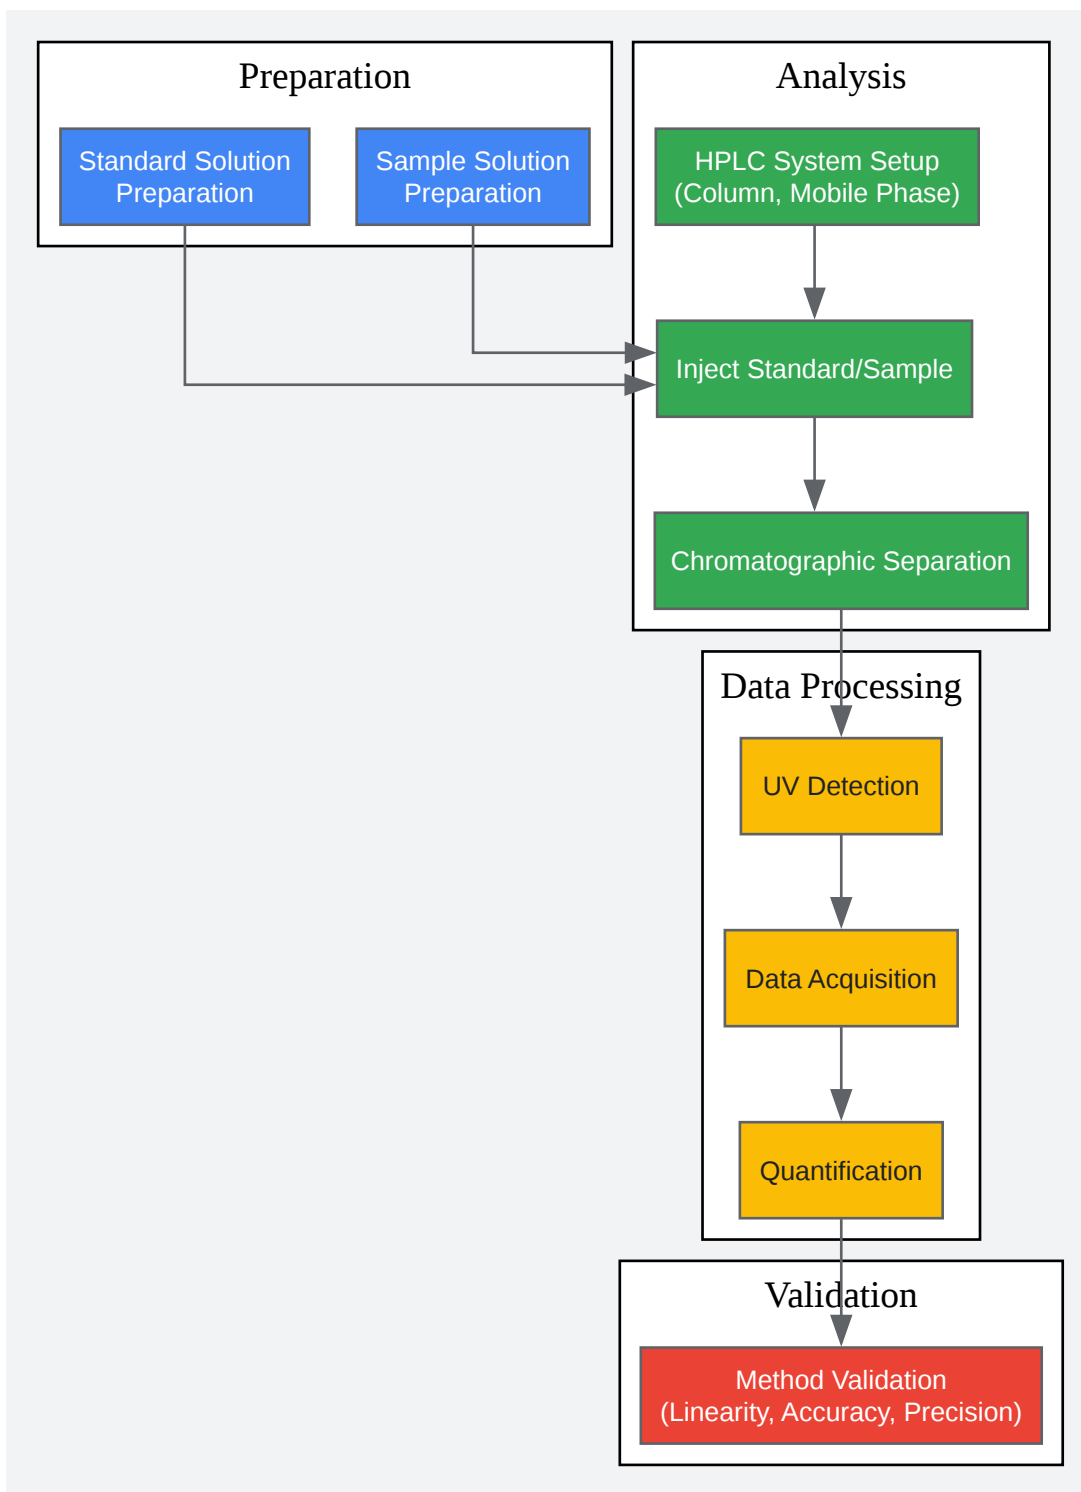 Preparation
Standard Solution
Preparation
Sample Solution
Preparation
Analysis
HPLC System Setup
(Column, Mobile Phase)
Inject Standard/Sample
Chromatographic Separation
Data Processing
UV Detection
Data Acquisition
Quantification
Validation
Method Validation
(Linearity, Accuracy, Precision)